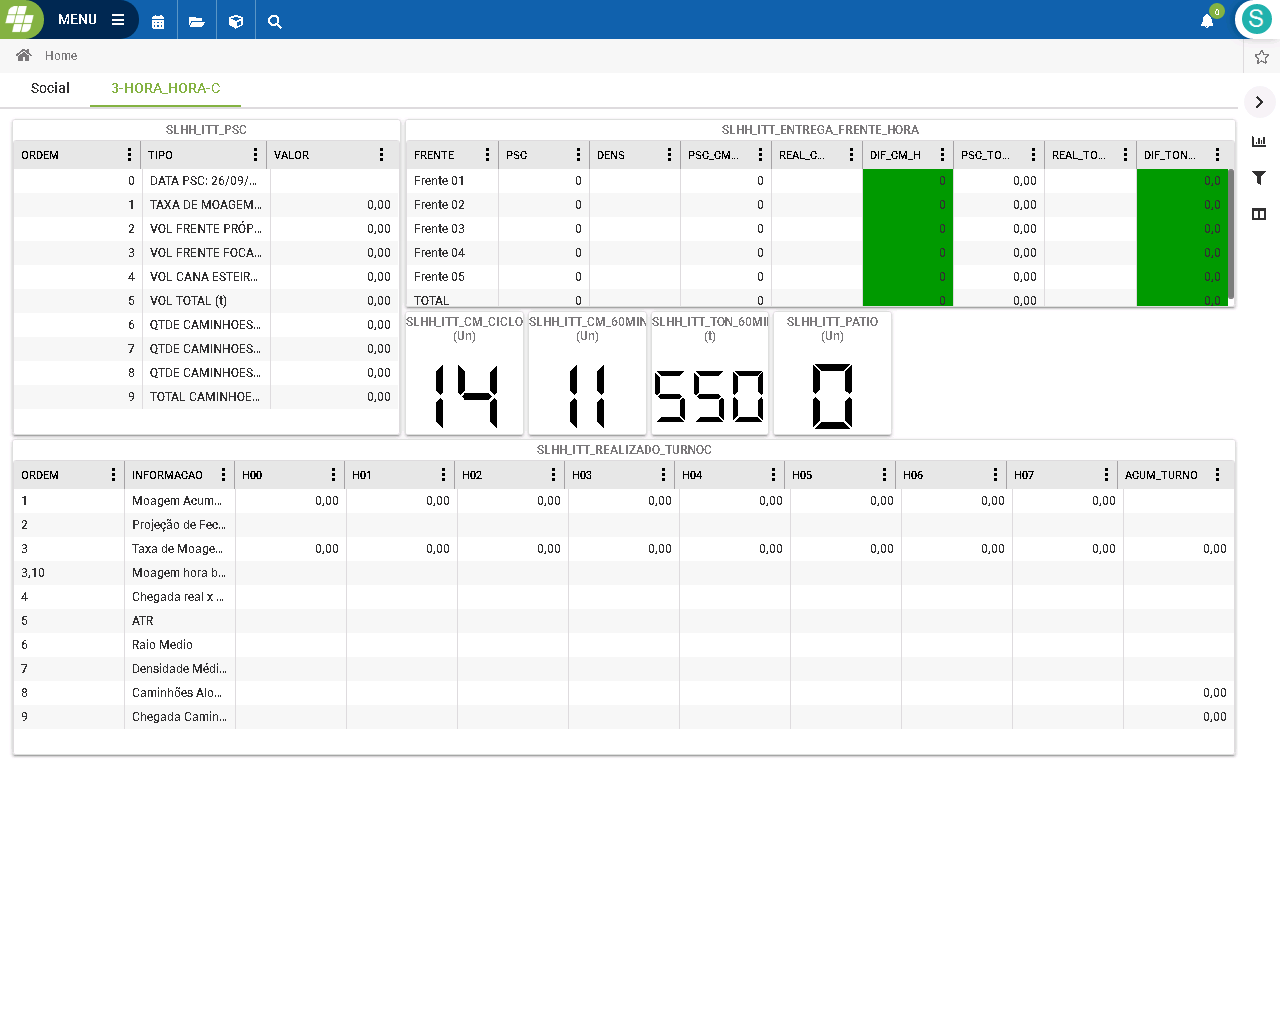 MENU
0
S
Home
Social 3-HORA_HORA-C
SLHH_ITT_PSC
ORDEM TIPO VALOR
0 DATA PSC: 26/09/...
1 TAXA DE MOAGEM... 0,00
2 VOL FRENTE PRÓP... 0,00
3 VOL FRENTE FOCA... 0,00
4 VOL CANA ESTEIR... 0,00
5 VOL TOTAL (t) 0,00
6 QTDE CAMINHOES... 0,00
7 QTDE CAMINHOES... 0,00
8 QTDE CAMINHOES... 0,00
9 TOTAL CAMINHOE... 0,00
SLHH_ITT_ENTREGA_FRENTE_HORA
FRENTE PSC DENS PSC_CM... REAL_C... DIF_CM_H PSC_TO... REAL_TO... DIF_TON...
Frente 01 0 0 0 0,00 0,0
Frente 02 0 0 0 0,00 0,0
Frente 03 0 0 0 0,00 0,0
Frente 04 0 0 0 0,00 0,0
Frente 05 0 0 0 0,00 0,0
TOTAL 0 0 0 0,00 0,0
SLHH_ITT_CM_CICLO
(Un)
14
SLHH_ITT_CM_60MIN
(Un)
11
SLHH_ITT_TON_60MI
(t)
550
SLHH_ITT_PATIO
(Un)
0
SLHH_ITT_REALIZADO_TURNOC
ORDEM INFORMACAO H00 H01 H02 H03 H04 H05 H06 H07 ACUM_TURNO
1 Moagem Acum... 0,00 0,00 0,00 0,00 0,00 0,00 0,00 0,00
2 Projeção de Fec...
3 Taxa de Moage... 0,00 0,00 0,00 0,00 0,00 0,00 0,00 0,00 0,00
3,10 Moagem hora b...
4 Chegada real x ...
5 ATR
6 Raio Medio
7 Densidade Médi...
8 Caminhões Alo... 0,00
9 Chegada Camin... 0,00